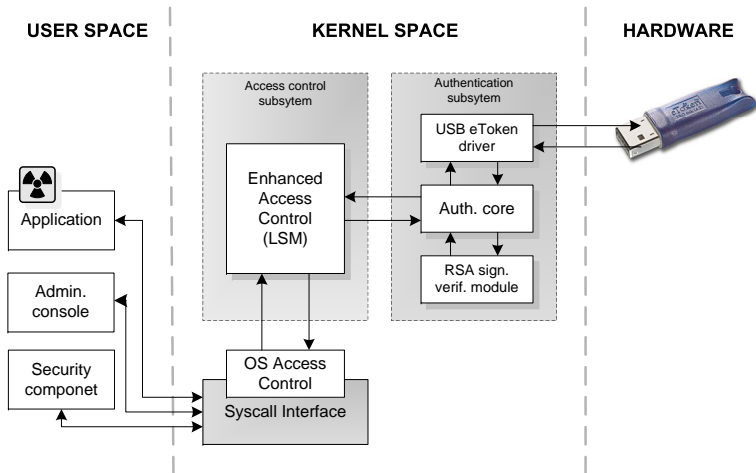 USER SPACE
KERNEL SPACE
HARDWARE
Access control
subsytem
Authentication
subsytem
USB eToken
driver
eToken
Enhanced
Access
Control
(LSM)
Auth. core
Application
RSA sign.
verif. module
Admin.
console
Security
componet
OS Access
Control
Syscall Interface